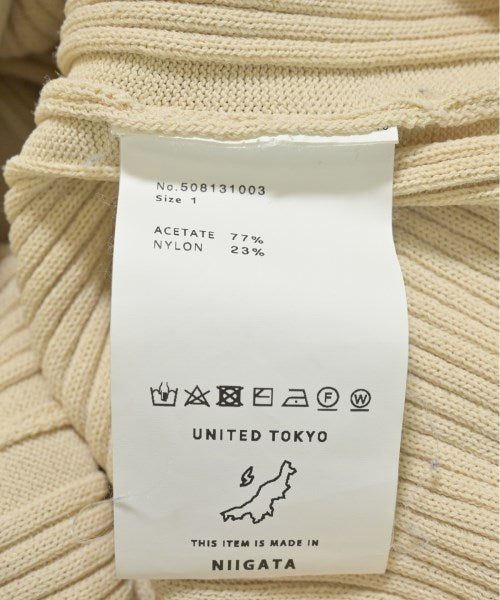 No.508131003
Size 1
ACETATE 77%
NYLON 23%
F W
UNITED TOKYO
THIS ITEM IS MADE IN
NIIGATA